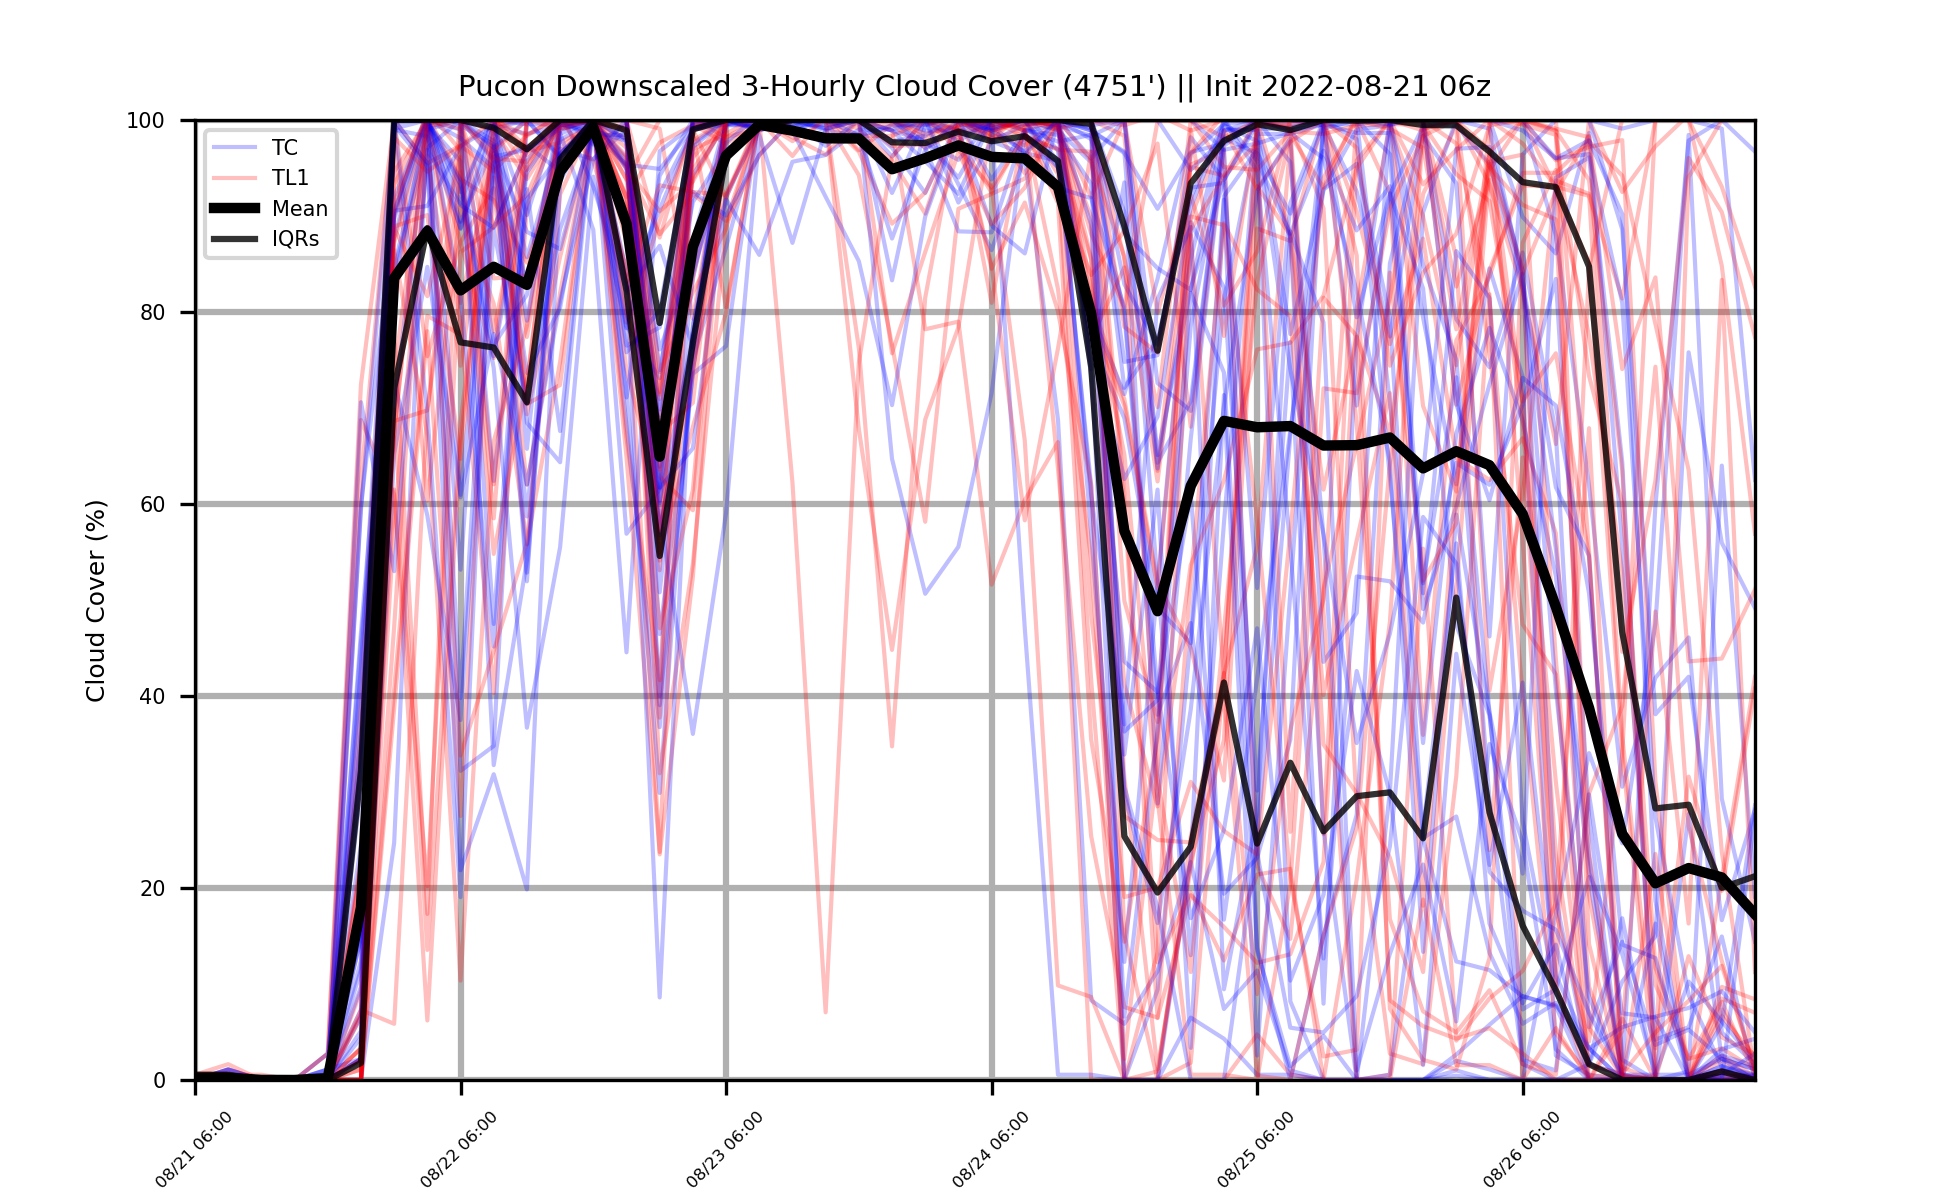 Pucon Downscaled 3-Hourly Cloud Cover (4751') || Init 2022-08-21 06z
TC
TL1
Mean
IQRs
Cloud Cover (%)
100
80
60
40
20
0
08/21 06:00
08/22 06:00
08/23 06:00
08/24 06:00
08/25 06:00
08/26 06:00